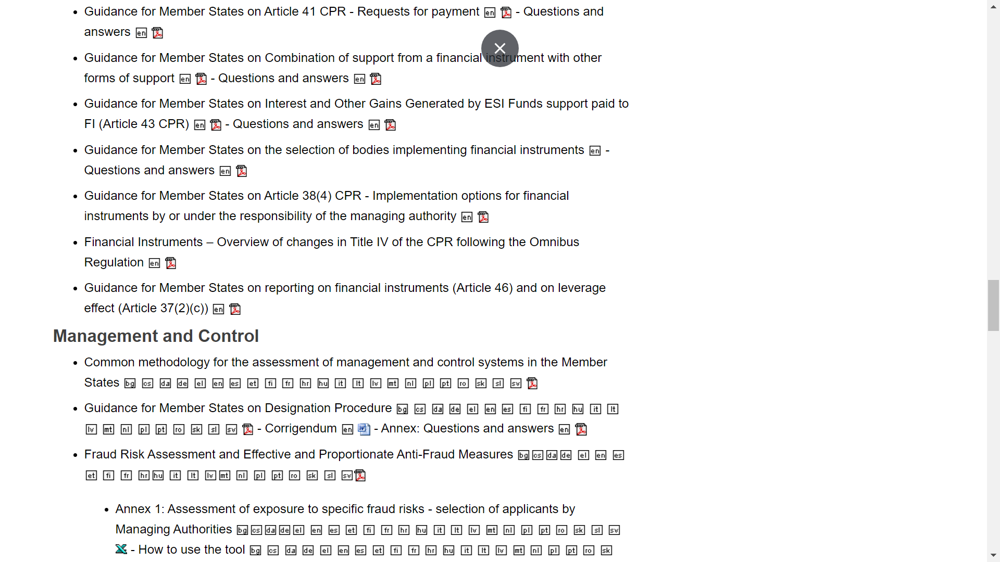 Guidance for Member States on Article 41 CPR - Requests for payment en - Questions and
answers en
Guidance for Member States on Combination of support from a financial instrument with other
forms of support en - Questions and answers en
Guidance for Member States on Interest and Other Gains Generated by ESI Funds support paid to
FI (Article 43 CPR) en - Questions and answers en
Guidance for Member States on the selection of bodies implementing financial instruments en -
Questions and answers en
Guidance for Member States on Article 38(4) CPR - Implementation options for financial
instruments by or under the responsibility of the managing authority en
Financial Instruments – Overview of changes in Title IV of the CPR following the Omnibus
Regulation en
Guidance for Member States on reporting on financial instruments (Article 46) and on leverage
effect (Article 37(2)(c)) en
Management and Control
Common methodology for the assessment of management and control systems in the Member
States bg cs da de el en es et fi fr hr hu it lt lv mt nl pl pt ro sk sl sv
Guidance for Member States on Designation Procedure bg cs da de el en es fi fr hr hu it lt
lv mt nl pl pt ro sk sl sv - Corrigendum en - Annex: Questions and answers en
Fraud Risk Assessment and Effective and Proportionate Anti-Fraud Measures bg cs da de el en es
et fi fr hr hu it lt lv mt nl pl pt ro sk sl sv
Annex 1: Assessment of exposure to specific fraud risks - selection of applicants by
Managing Authorities bg cs da de el en es et fi fr hr hu it lt lv mt nl pl pt ro sk sl sv
- How to use the tool bg cs da de el en es et fi fr hr hu it lt lv mt nl pl pt ro sk